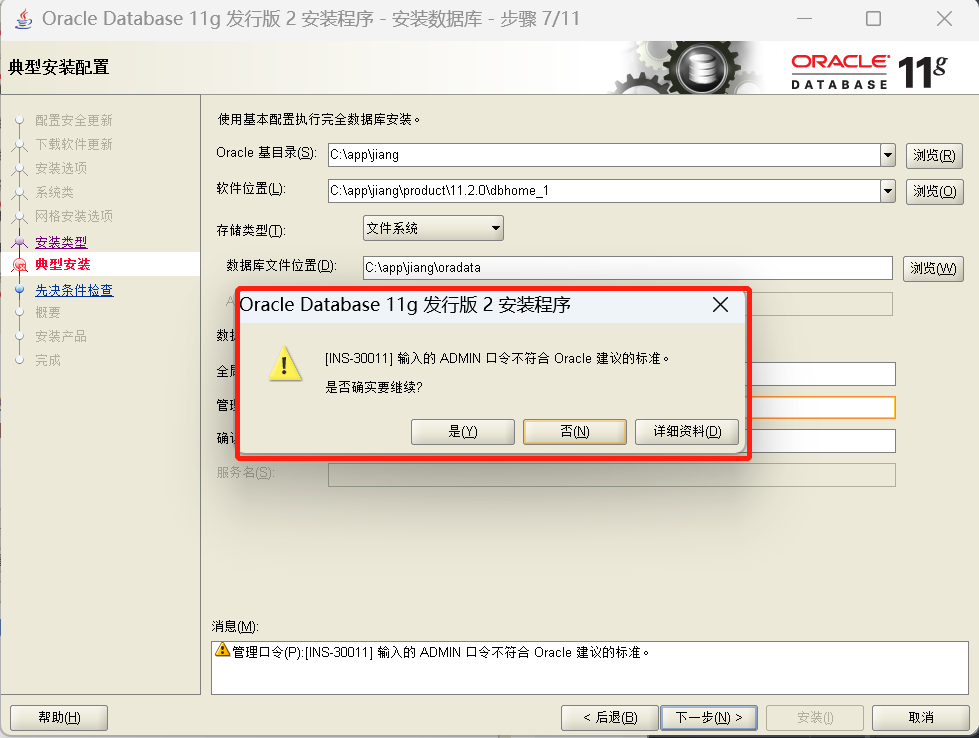 Oracle Database 11g 发行版 2 安装程序 - 安装数据库 - 步骤 7/11
典型安装配置
ORACLE
DATABASE 11g
配置安全更新
下载软件更新
安装选项
系统类
网格安装选项
安装类型
典型安装
先决条件检查
概要
安装产品
完成
使用基本配置执行完全数据库安装。
Oracle 基目录(S): C:\app\jiang 浏览(R)
软件位置(L): C:\app\jiang\product\11.2.0\dbhome_1 浏览(O)
存储类型(T): 文件系统
数据库文件位置(D): C:\app\jiang\oradata 浏览(W)
数据
全局
管理
确认
服务名(S):
Oracle Database 11g 发行版 2 安装程序
[INS-30011] 输入的 ADMIN 口令不符合 Oracle 建议的标准。
是否确实要继续?
是(Y) 否(N) 详细资料(D)
消息(M):
管理口令(P):[INS-30011] 输入的 ADMIN 口令不符合 Oracle 建议的标准。
帮助(H) < 后退(B) 下一步(N) > 安装(I) 取消